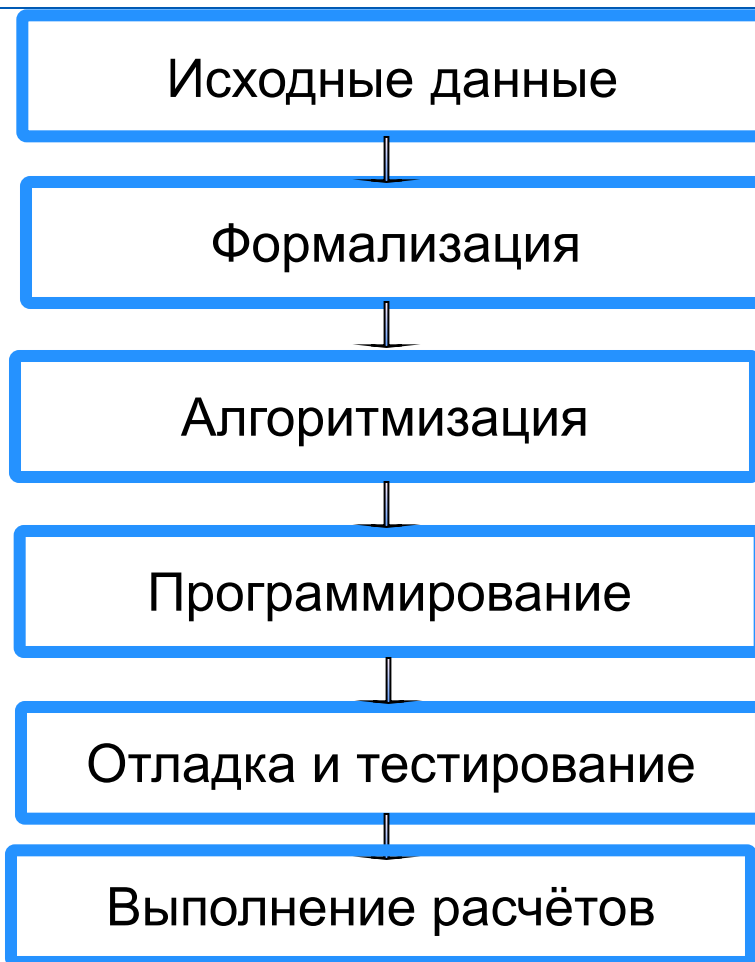 Исходные данные
Формализация
Алгоритмизация
Программирование
Отладка и тестирование
Выполнение расчётов